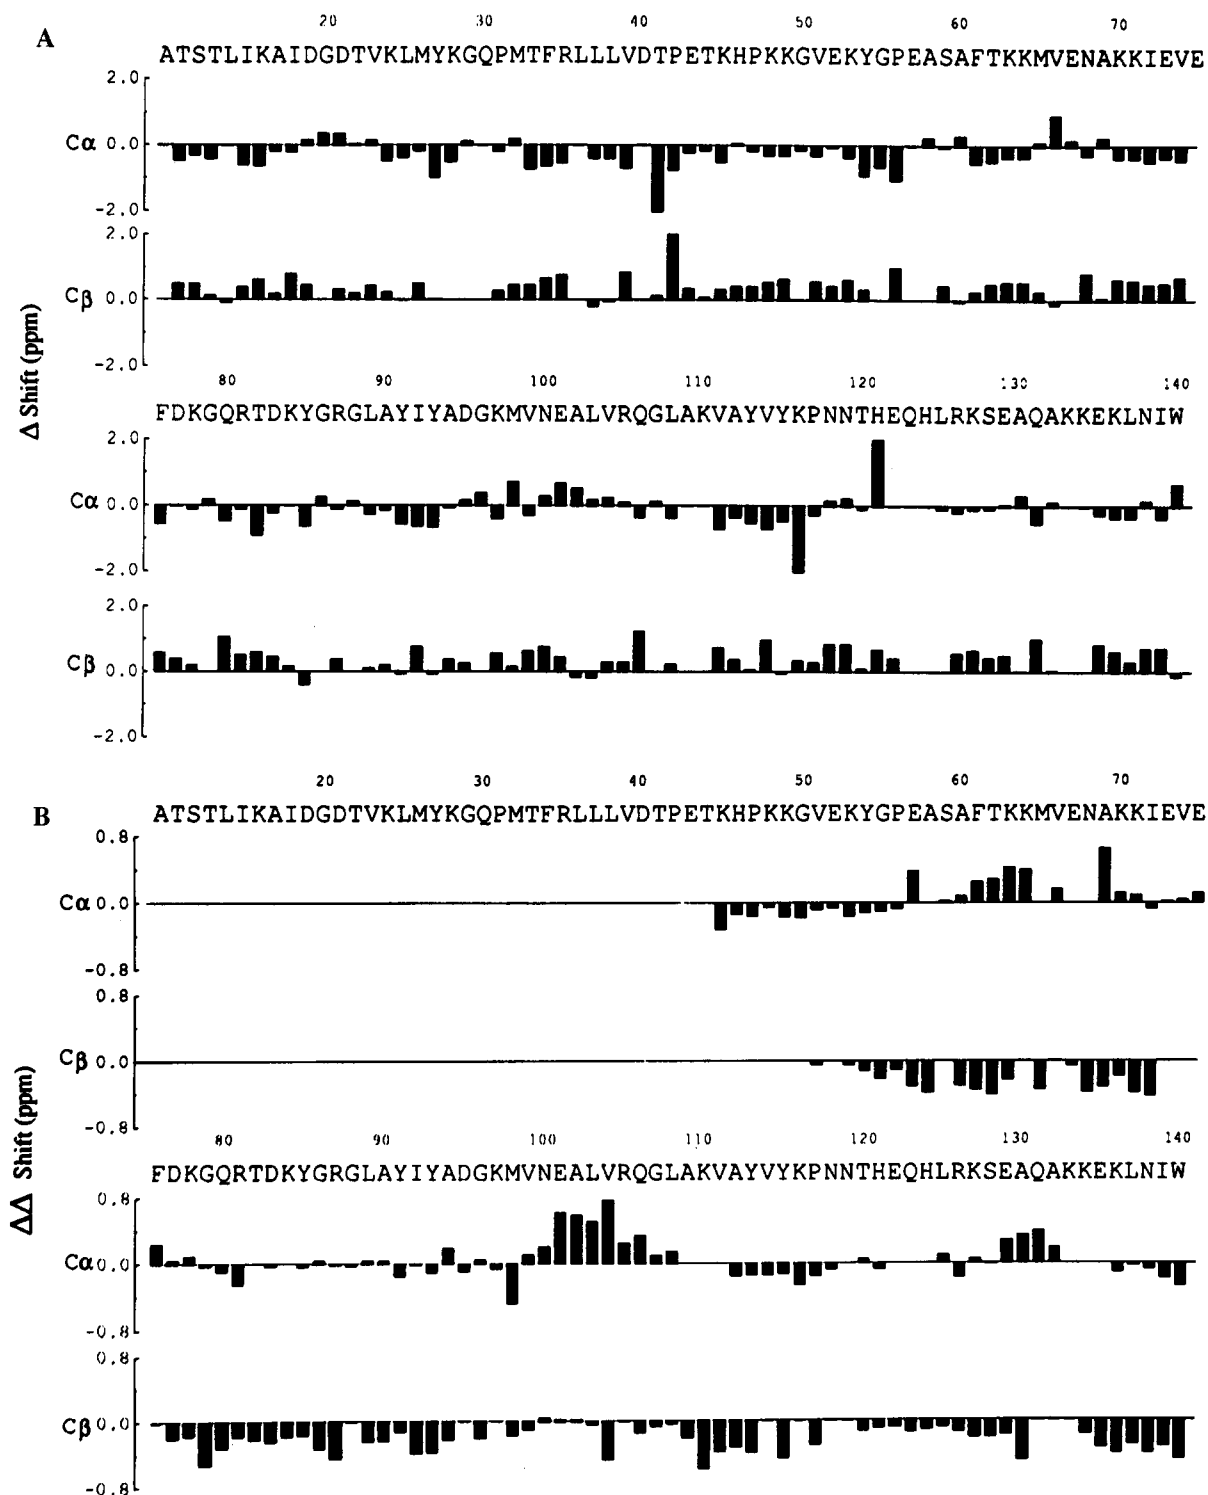 A
20 30 40 50 60 70
ATSTLIKAIDGDTVKLMYKGQPMTFRLLLVDTPETKHPKKGVEKYGPEASAFTKKMVENAKKIEVE
2.0
Cα 0.0
-2.0
2.0
Cβ 0.0
-2.0
Δ Shift (ppm)
80 90 100 110 120 130 140
FDKGQRTDKYGRGLAYIYADGKMVNEALVRQGLAKVAYVYKPNNTHEQHLRKSEAQAKKEKLNIW
2.0
Cα 0.0
-2.0
2.0
Cβ 0.0
-2.0
B
20 30 40 50 60 70
ATSTLIKAIDGDTVKLMYKGQPMTFRLLLVDTPETKHPKKGVEKYGPEASAFTKKMVENAKKIEVE
0.8
Cα 0.0
-0.8
0.8
Cβ 0.0
-0.8
ΔΔ Shift (ppm)
80 90 100 110 120 130 140
FDKGQRTDKYGRGLAYIYADGKMVNEALVRQGLAKVAYVYKPNNTHEQHLRKSEAQAKKEKLNIW
0.8
Cα 0.0
-0.8
0.8
Cβ 0.0
-0.8